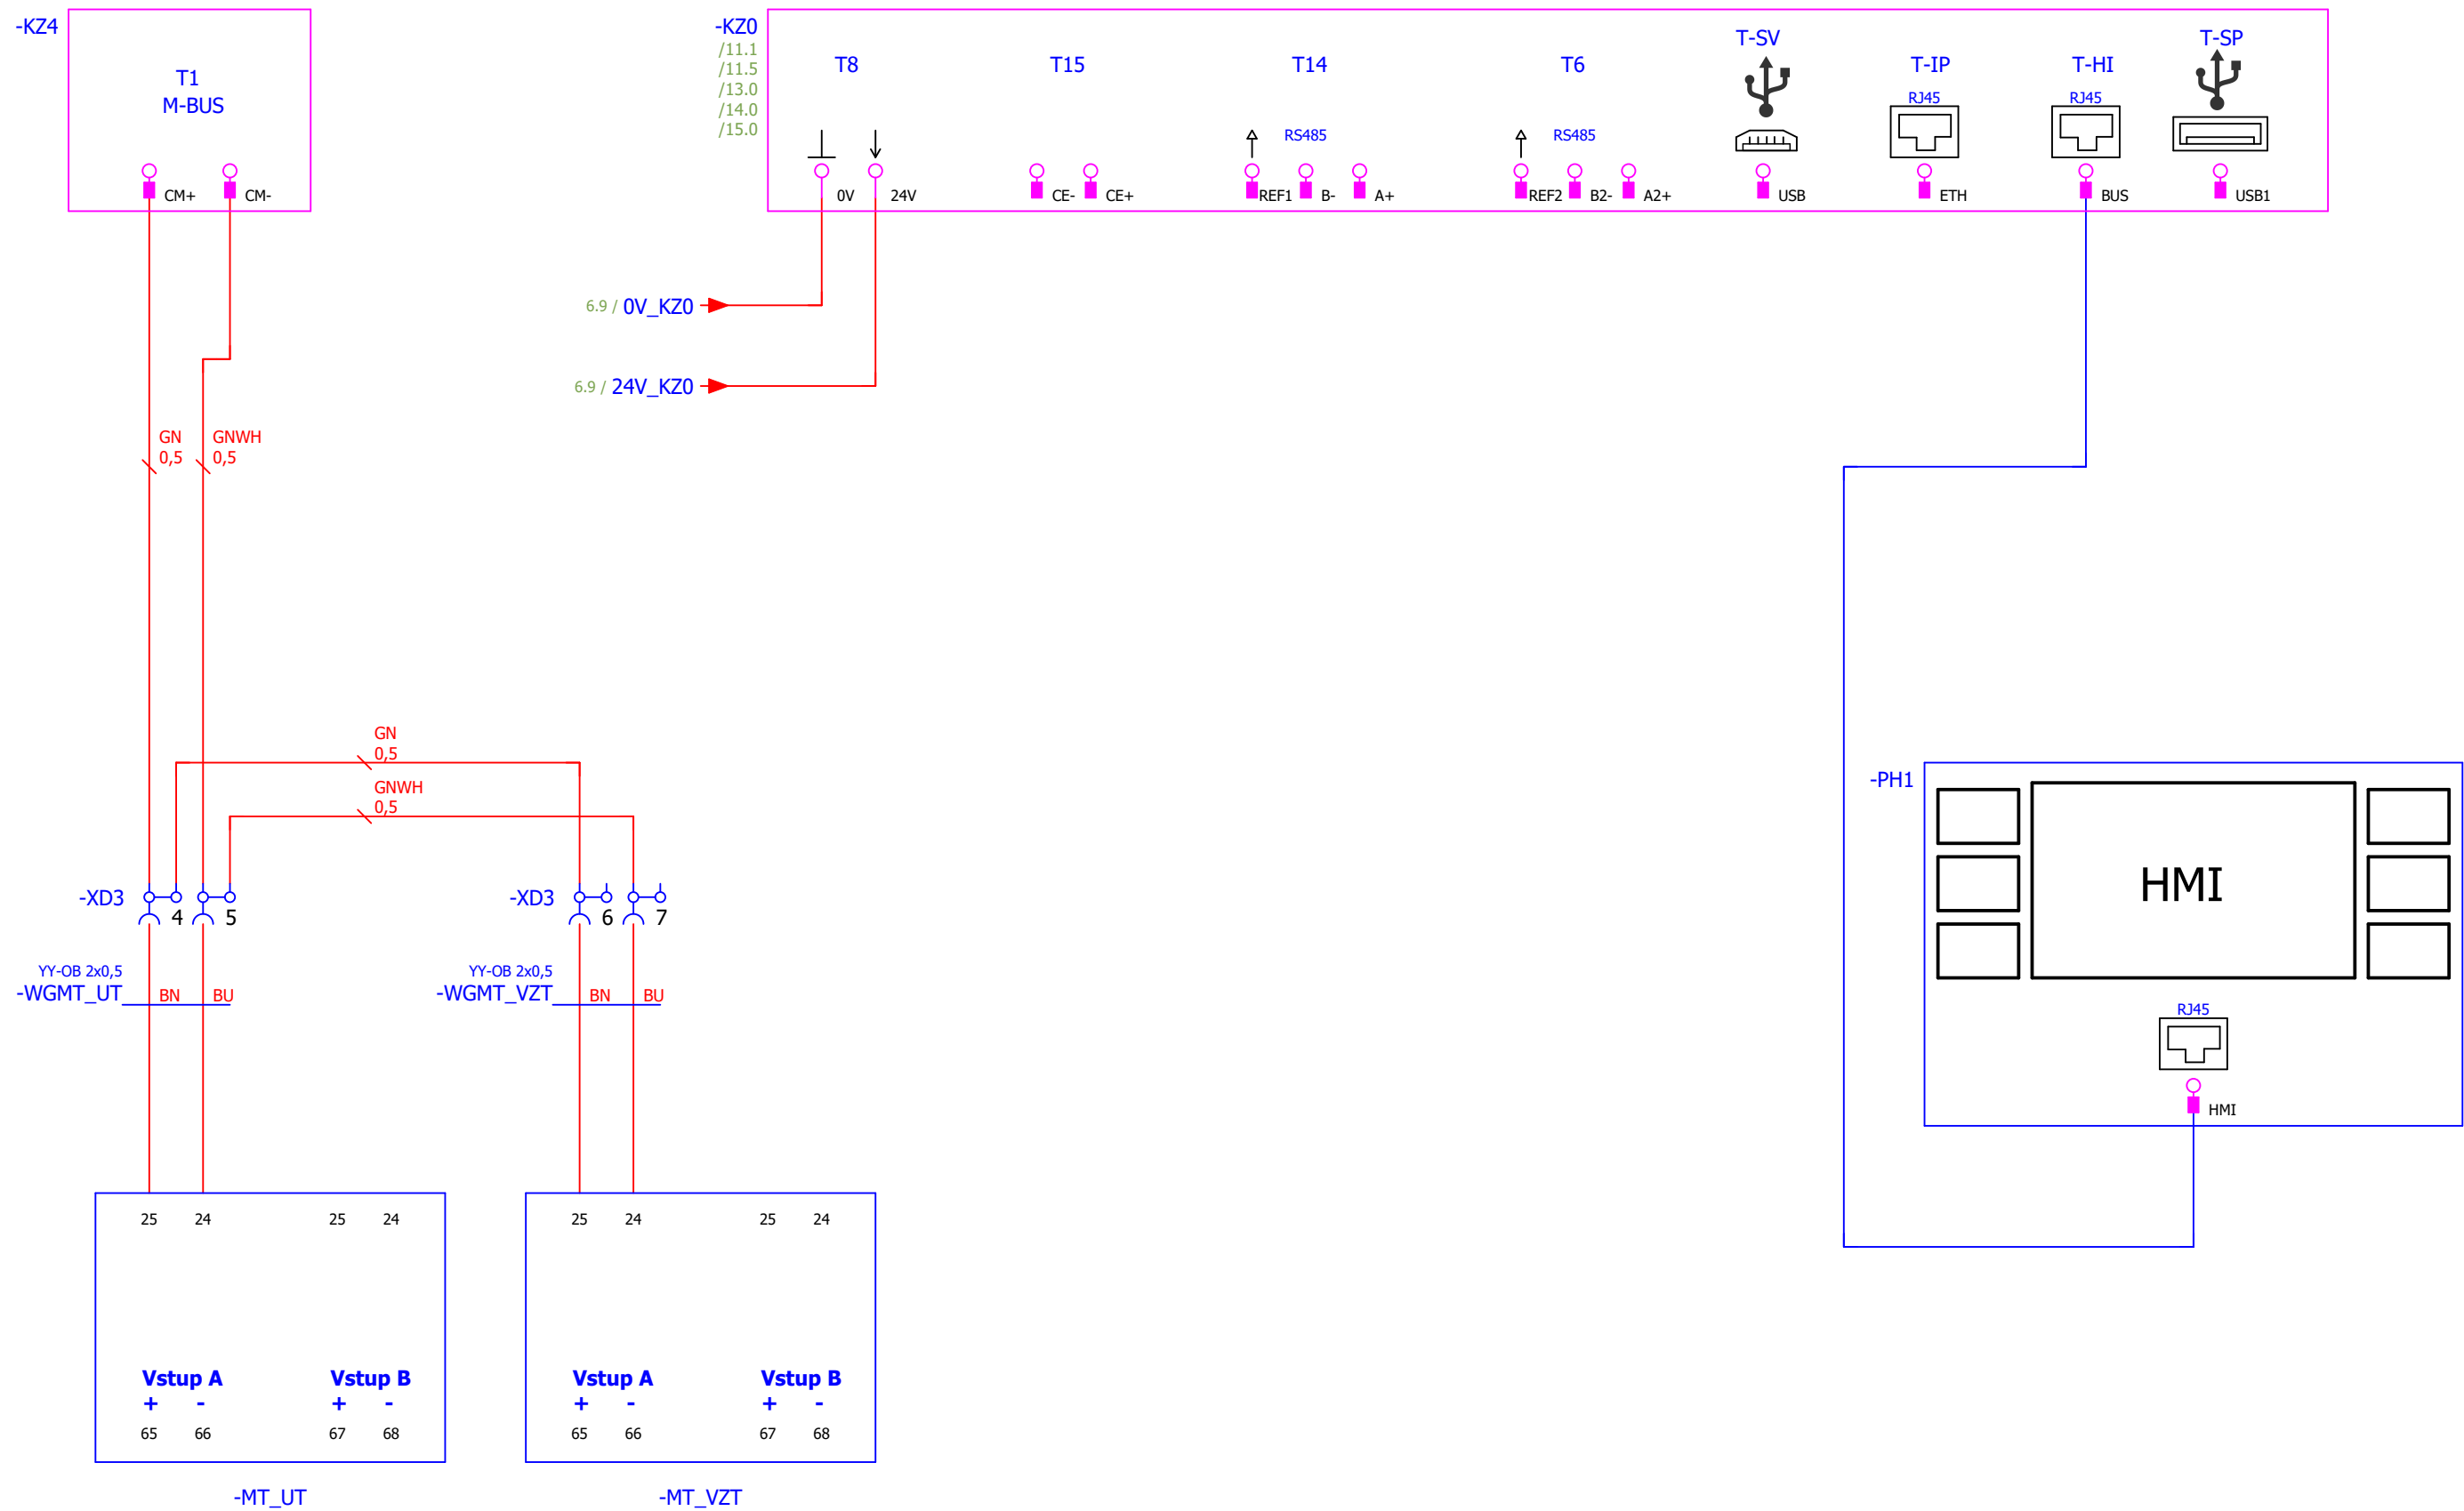 -KZ4
T1
M-BUS
CM+ CM-
-KZ0
/11.1
/11.5
/13.0
/14.0
/15.0
T8 T15 T14 T6 T-SV T-IP T-HI T-SP
RJ45 RJ45
RS485 RS485
0V 24V CE- CE+ REF1 B- A+ REF2 B2- A2+ USB ETH BUS USB1
6.9 / 0V_KZ0
6.9 / 24V_KZ0
GN GNWH
0,5 0,5
GN
0,5
GNWH
0,5
-PH1
HMI
RJ45
HMI
-XD3 4 5
-XD3 6 7
YY-OB 2x0,5
-WGMT_UT BN BU
YY-OB 2x0,5
-WGMT_VZT BN BU
25 24 25 24
Vstup A Vstup B
+ - + -
65 66 67 68
-MT_UT
25 24 25 24
Vstup A Vstup B
+ - + -
65 66 67 68
-MT_VZT